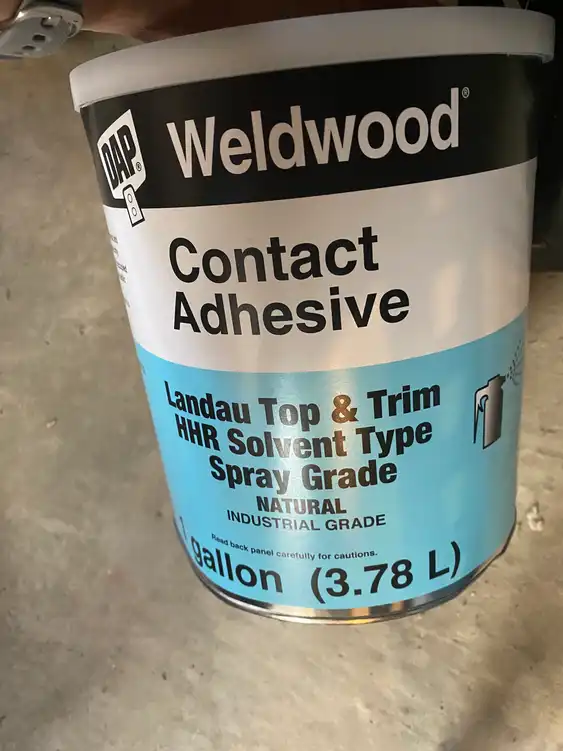 DAP®
Weldwood®
Contact
Adhesive
Landau Top & Trim
HHR Solvent Type
Spray Grade
NATURAL
INDUSTRIAL GRADE
Read back panel carefully for cautions.
1 gallon (3.78 L)